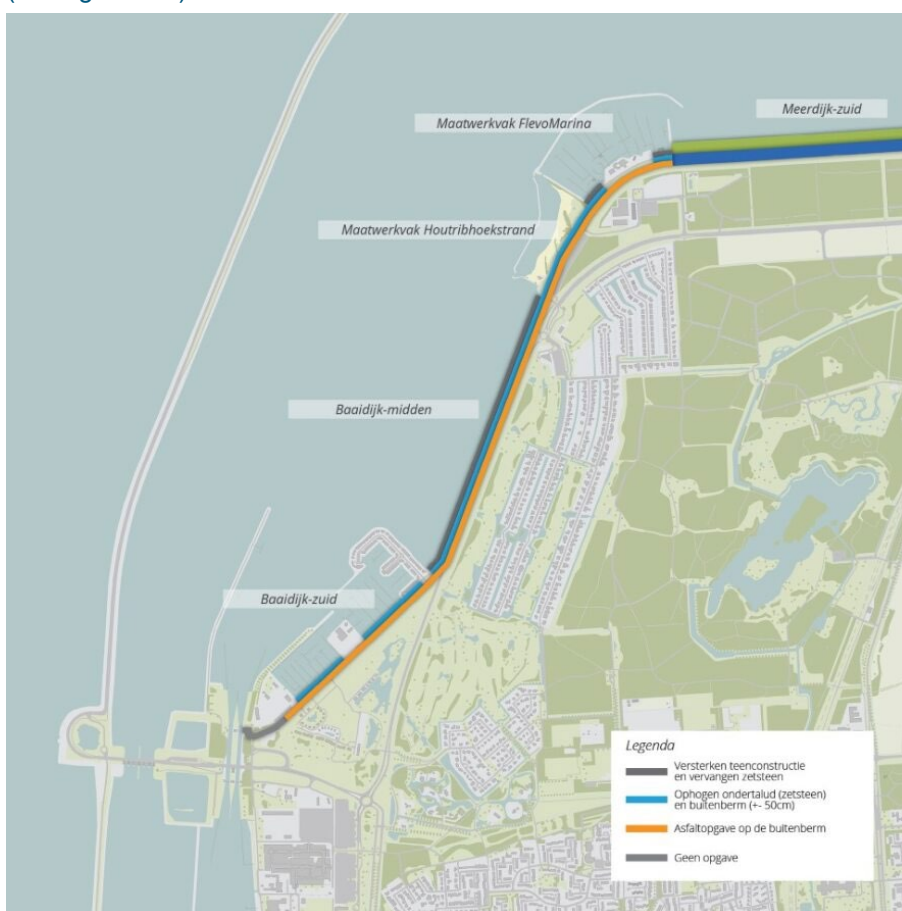 Maatwerkvak FlevoMarina
Meerdijk-zuid
Maatwerkvak Houtribhoekstrand
Baaidijk-midden
Baaidijk-zuid
Legenda
Versterken teenconstructie
en vervangen zetsteen
Ophogen ondertalud (zetsteen)
en buitenberm (+- 50cm)
Asfaltopgave op de buitenberm
Geen opgave